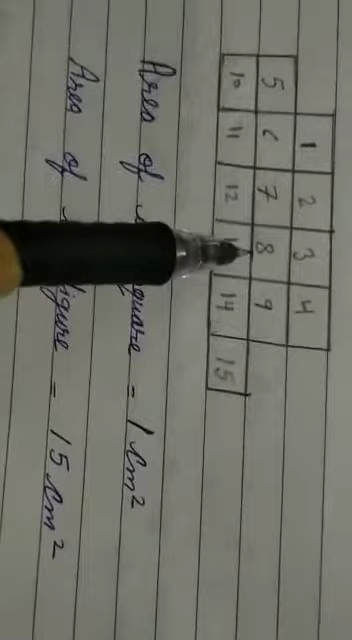 1 2 3 4
5 6 7 8 9
10 11 12 14 15
Area of square = 1 cm²
Area of figure = 15 cm²